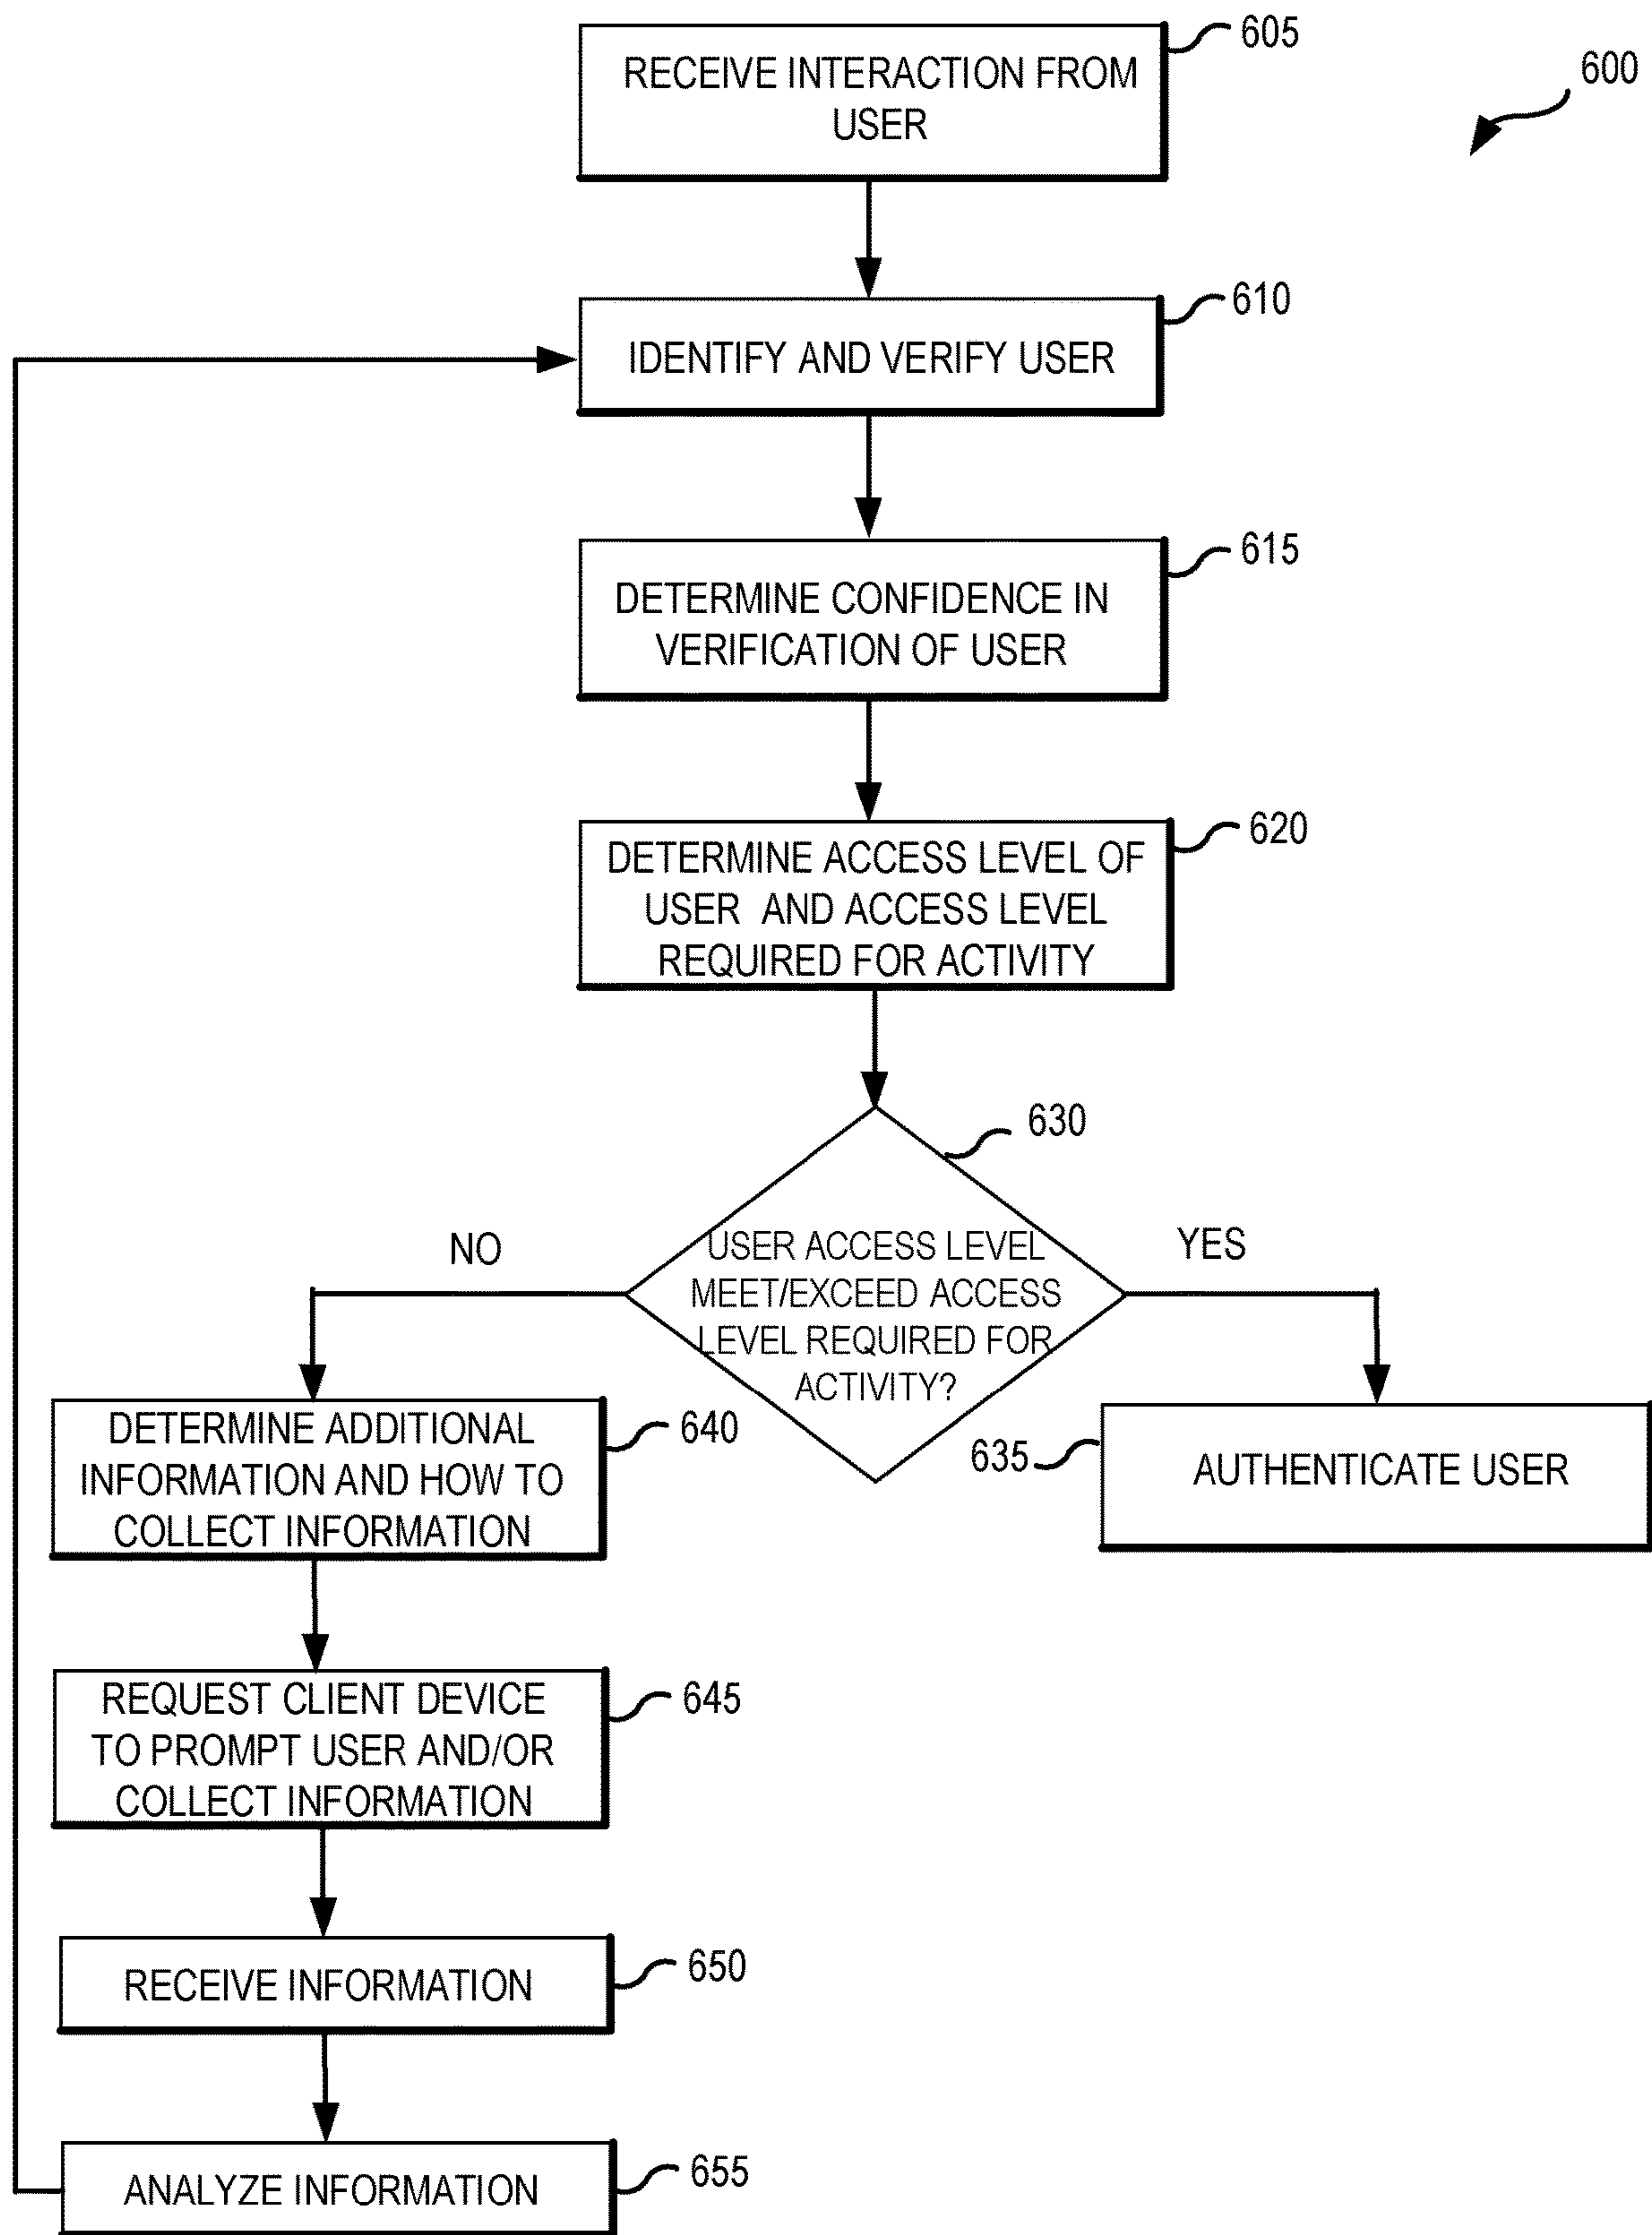 605
RECEIVE INTERACTION FROM
USER
600
610
IDENTIFY AND VERIFY USER
615
DETERMINE CONFIDENCE IN
VERIFICATION OF USER
620
DETERMINE ACCESS LEVEL OF
USER AND ACCESS LEVEL
REQUIRED FOR ACTIVITY
630
NO
YES
USER ACCESS LEVEL
MEET/EXCEED ACCESS
LEVEL REQUIRED FOR
ACTIVITY?
640
DETERMINE ADDITIONAL
INFORMATION AND HOW TO
COLLECT INFORMATION
635
AUTHENTICATE USER
645
REQUEST CLIENT DEVICE
TO PROMPT USER AND/OR
COLLECT INFORMATION
650
RECEIVE INFORMATION
655
ANALYZE INFORMATION